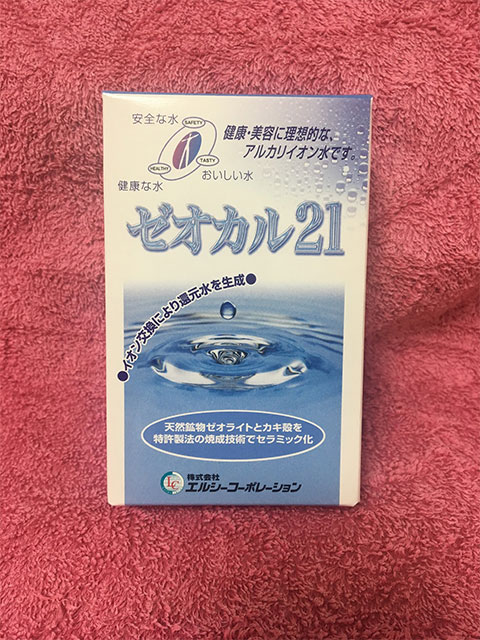 安全な水
SAFETY
HEALTHY
TASTY
健康な水
おいしい水
健康・美容に理想的な、
アルカリイオン水です。
ゼオカル21
●イオン交換により還元水を生成●
天然鉱物ゼオライトとカキ殻を
特許製法の焼成技術でセラミック化
LC
株式会社
エルシーコーポレーション